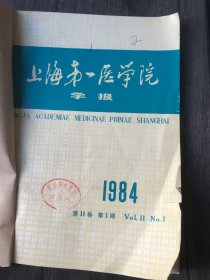 上海第一医学院
学报
ACTA ACADEMIAE MEDICINAE PRIMAE SHANGHAI
1984
第11卷 第1期 Vol.11 No.1